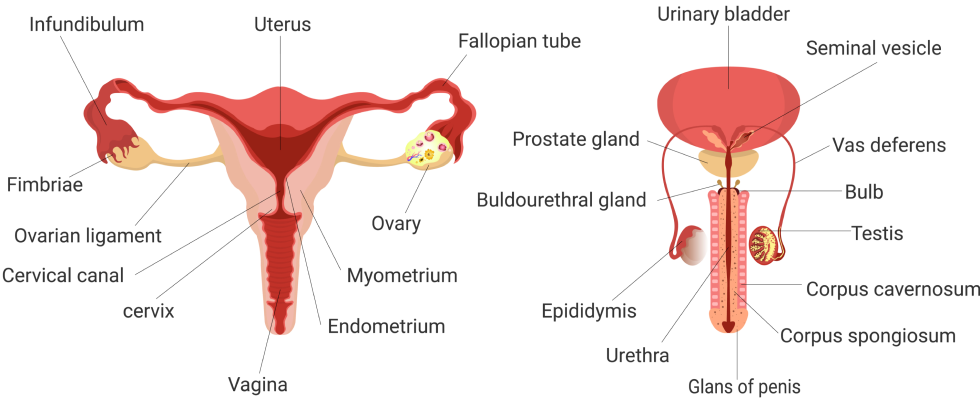 Infundibulum
Uterus
Fallopian tube
Fimbriae
Ovarian ligament
Ovary
Cervical canal
Myometrium
cervix
Endometrium
Vagina
Urinary bladder
Seminal vesicle
Prostate gland
Vas deferens
Buldourethral gland
Bulb
Testis
Corpus cavernosum
Epididymis
Corpus spongiosum
Urethra
Glans of penis